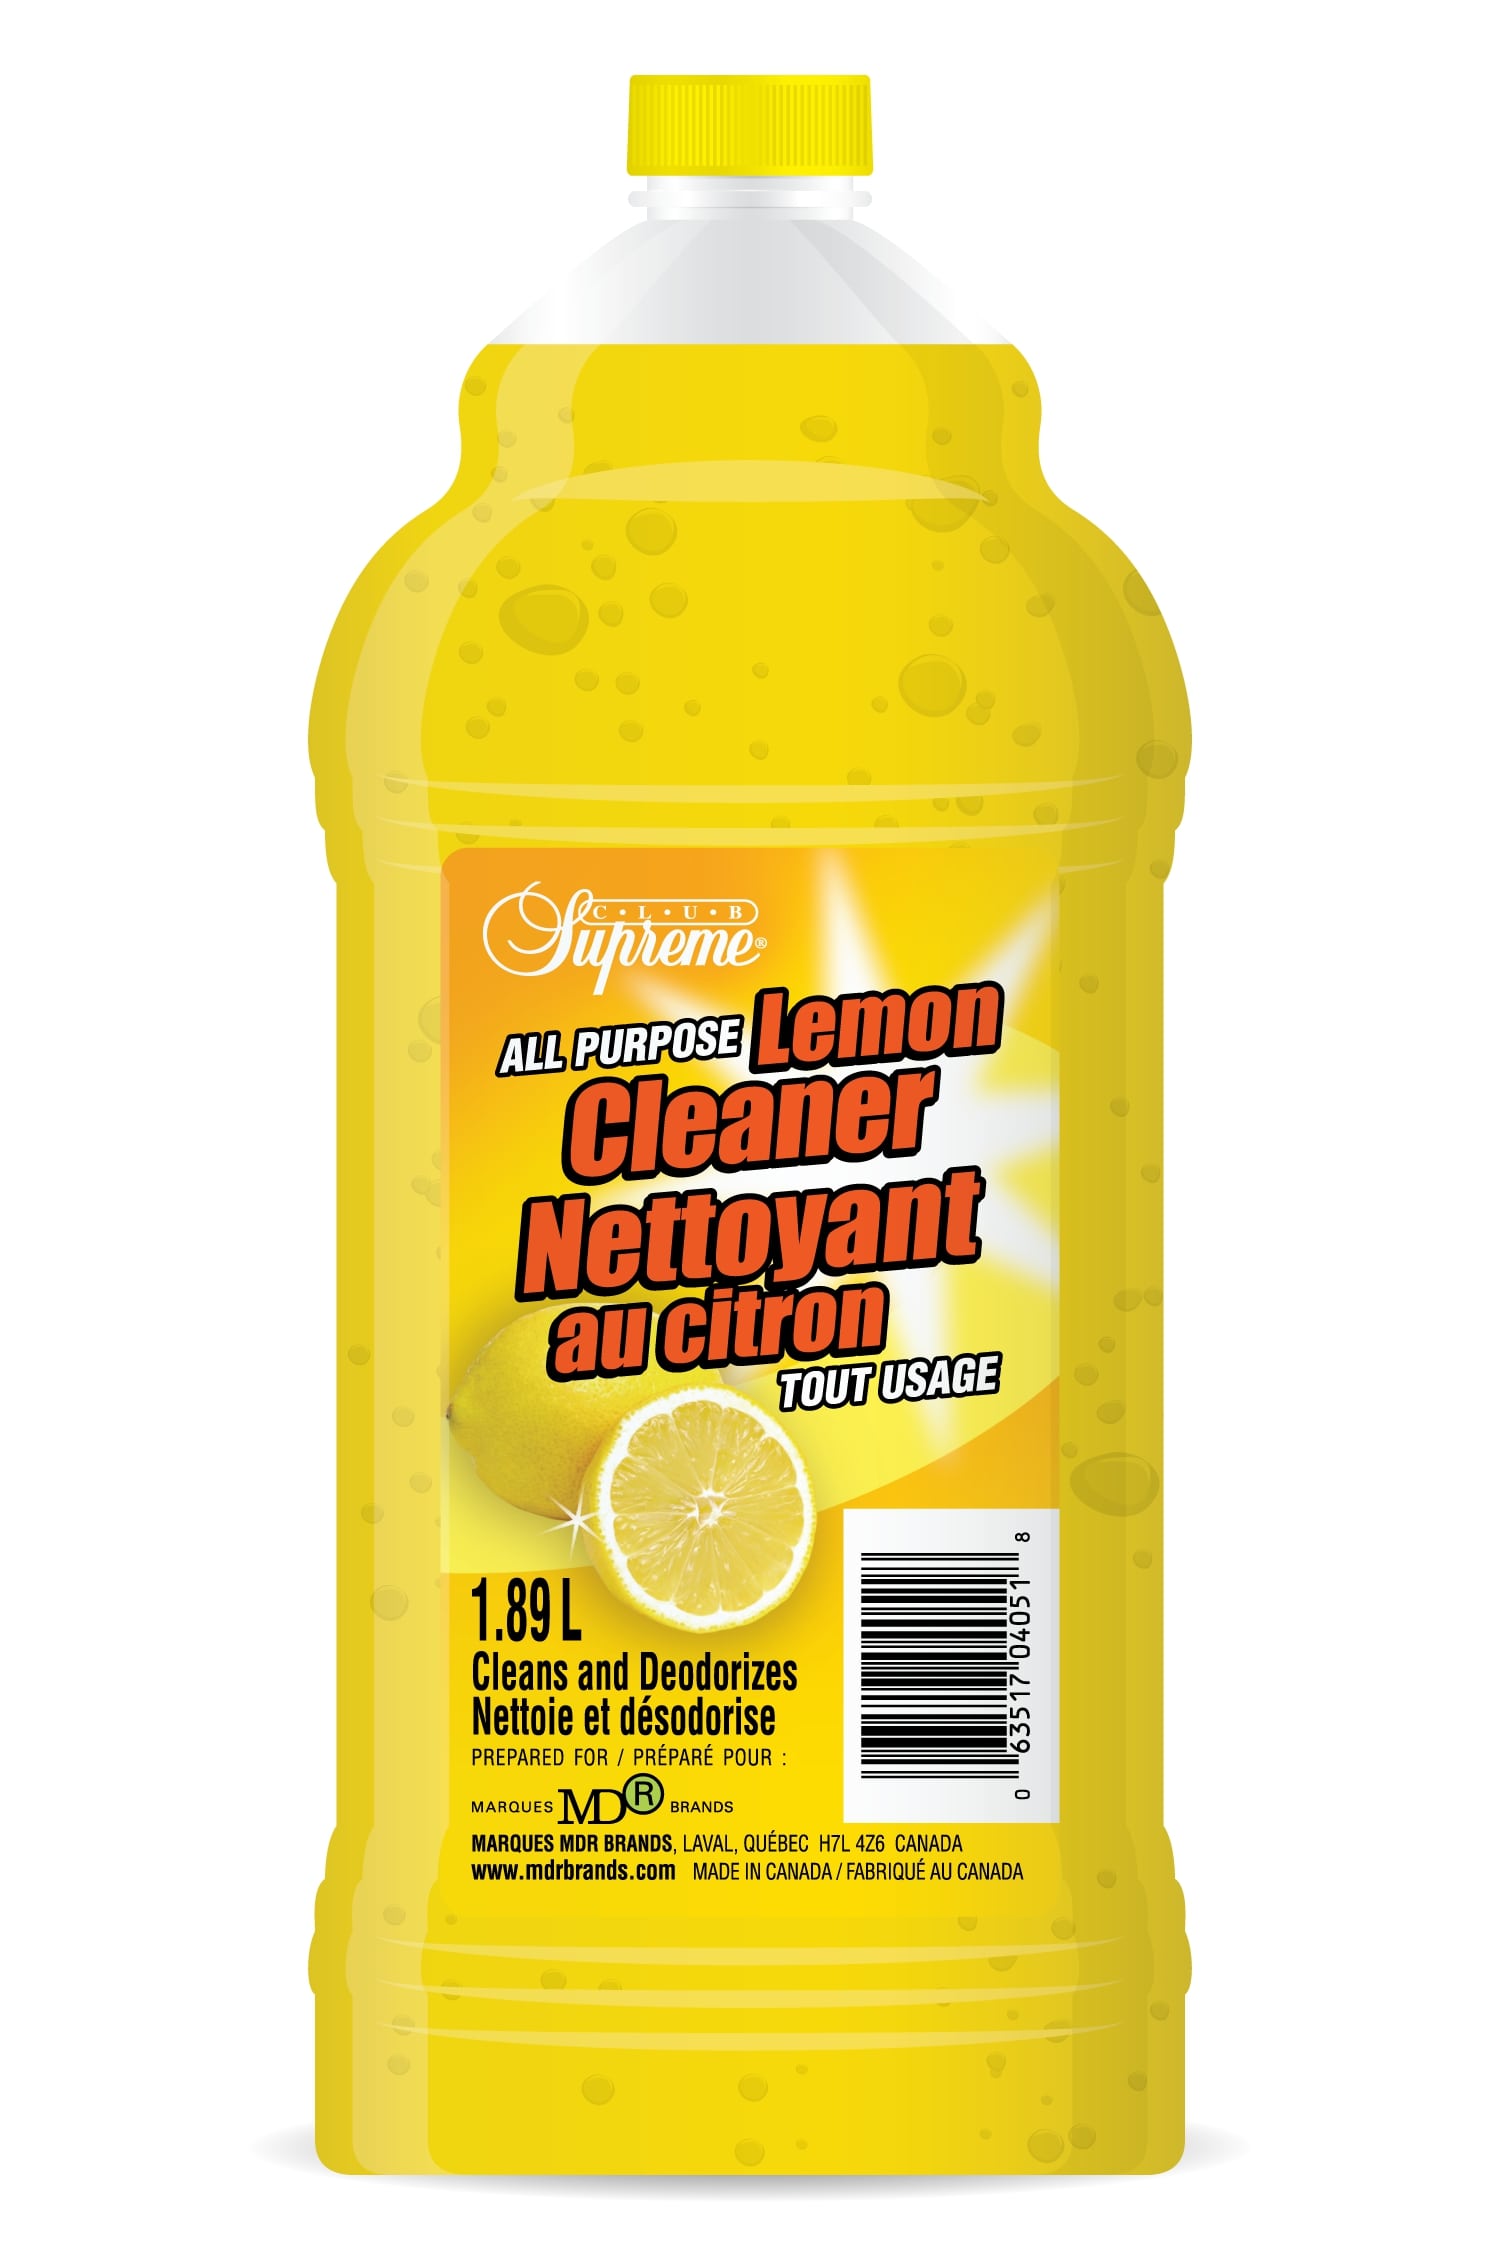 C•L•U•B
Supreme®
ALL PURPOSE Lemon
Cleaner
Nettoyant
au citron
TOUT USAGE
1.89 L
Cleans and Deodorizes
Nettoie et désodorise
PREPARED FOR / PRÉPARÉ POUR :
MARQUES MDR BRANDS
MARQUES MDR BRANDS, LAVAL, QUÉBEC H7L 4Z6 CANADA
www.mdrbrands.com MADE IN CANADA / FABRIQUÉ AU CANADA
0 63517 04051 8